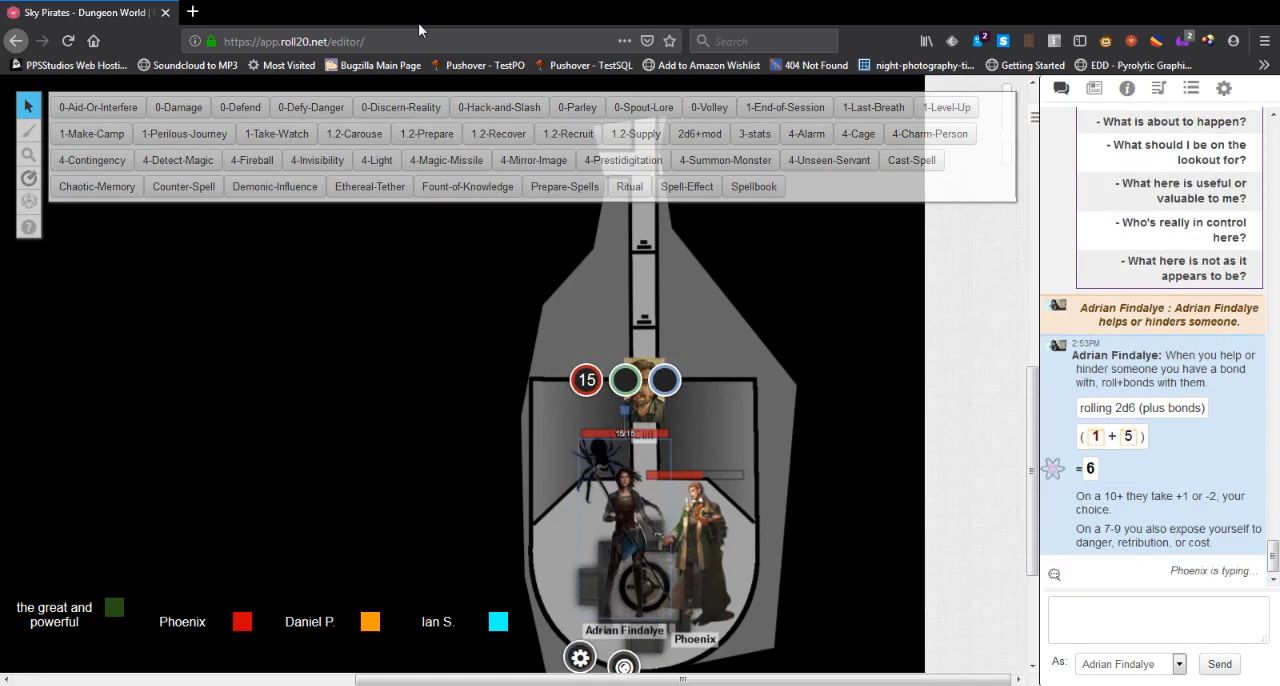 Sky Pirates - Dungeon World |
https://app.roll20.net/editor/
Search
2
2
PPSStudios Web Hosti...
Soundcloud to MP3
Most Visited
Bugzilla Main Page
Pushover - TestPO
Pushover - TestSQL
Add to Amazon Wishlist
404 Not Found
night-photography-ti...
Getting Started
EDD - Pyrolytic Graphi...
0-Aid-Or-Interfere
0-Damage
0-Defend
0-Defy-Danger
0-Discern-Reality
0-Hack-and-Slash
0-Parley
0-Spout-Lore
0-Volley
1-End-of-Session
1-Last-Breath
1-Level-Up
1-Make-Camp
1-Perilous-Journey
1-Take-Watch
1.2-Carouse
1.2-Prepare
1.2-Recover
1.2-Recruit
1.2-Supply
2d6+mod
3-stats
4-Alarm
4-Cage
4-Charm-Person
4-Contingency
4-Detect-Magic
4-Fireball
4-Invisibility
4-Light
4-Magic-Missile
4-Mirror-Image
4-Prestidigitation
4-Summon-Monster
4-Unseen-Servant
Cast-Spell
Chaotic-Memory
Counter-Spell
Demonic-Influence
Ethereal-Tether
Fount-of-Knowledge
Prepare-Spells
Ritual
Spell-Effect
Spellbook
15
15/15
Adrian Findalye
Phoenix
the great and
powerful
Phoenix
Daniel P.
Ian S.
- What is about to happen?
- What should I be on the
lookout for?
- What here is useful or
valuable to me?
- Who's really in control
here?
- What here is not as it
appears to be?
Adrian Findalye : Adrian Findalye
helps or hinders someone.
2:53PM
Adrian Findalye: When you help or
hinder someone you have a bond
with, roll+bonds with them.
rolling 2d6 (plus bonds)
( 1 + 5 )
= 6
On a 10+ they take +1 or -2, your
choice.
On a 7-9 you also expose yourself to
danger, retribution, or cost.
Phoenix is typing...
As:
Adrian Findalye
Send